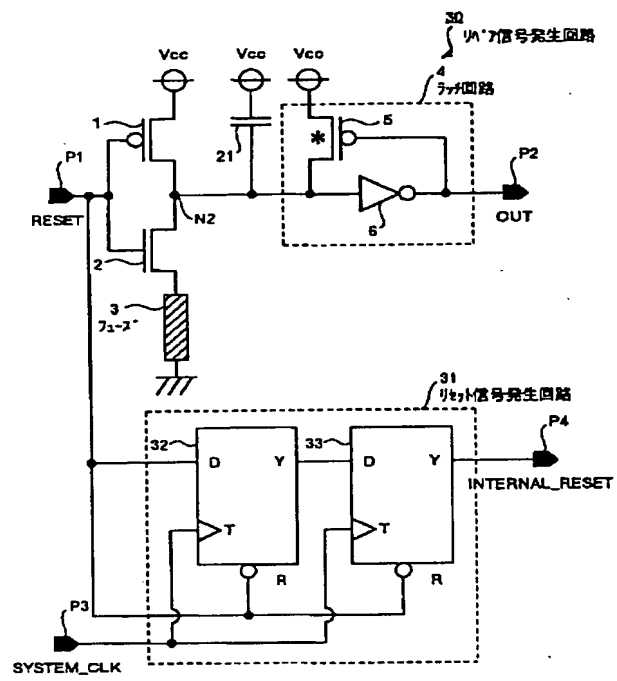 30
リペア信号発生回路
Vcc
Vcc
Vcc
4
ラッチ回路
1
21
*
5
P1
P2
RESET
N2
6
OUT
2
3
フューズ
31
リセット信号発生回路
32
33
P4
D
Y
D
Y
INTERNAL_RESET
T
T
R
R
P3
SYSTEM_CLK